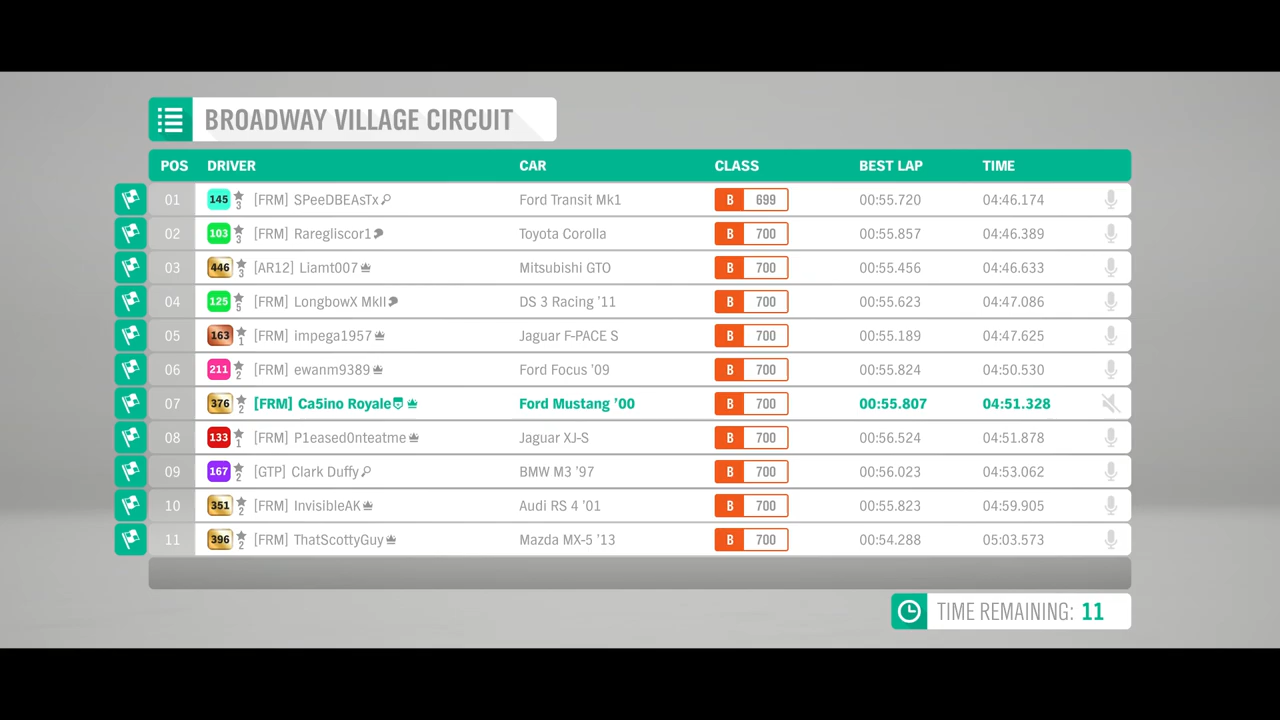 BROADWAY VILLAGE CIRCUIT
POS DRIVER CAR CLASS BEST LAP TIME
01 145 3 [FRM] SPeeDBEAsTx Ford Transit Mk1 B 699 00:55.720 04:46.174
02 103 3 [FRM] Raregliscor1 Toyota Corolla B 700 00:55.857 04:46.389
03 446 3 [AR12] Liamt007 Mitsubishi GTO B 700 00:55.456 04:46.633
04 125 5 [FRM] LongbowX MkII DS 3 Racing '11 B 700 00:55.623 04:47.086
05 163 1 [FRM] impega1957 Jaguar F-PACE S B 700 00:55.189 04:47.625
06 211 2 [FRM] ewanm9389 Ford Focus '09 B 700 00:55.824 04:50.530
07 376 2 [FRM] Ca5ino Royale Ford Mustang '00 B 700 00:55.807 04:51.328
08 133 1 [FRM] P1eased0nteatme Jaguar XJ-S B 700 00:56.524 04:51.878
09 167 2 [GTP] Clark Duffy BMW M3 '97 B 700 00:56.023 04:53.062
10 351 2 [FRM] InvisibleAK Audi RS 4 '01 B 700 00:55.823 04:59.905
11 396 2 [FRM] ThatScottyGuy Mazda MX-5 '13 B 700 00:54.288 05:03.573
TIME REMAINING: 11